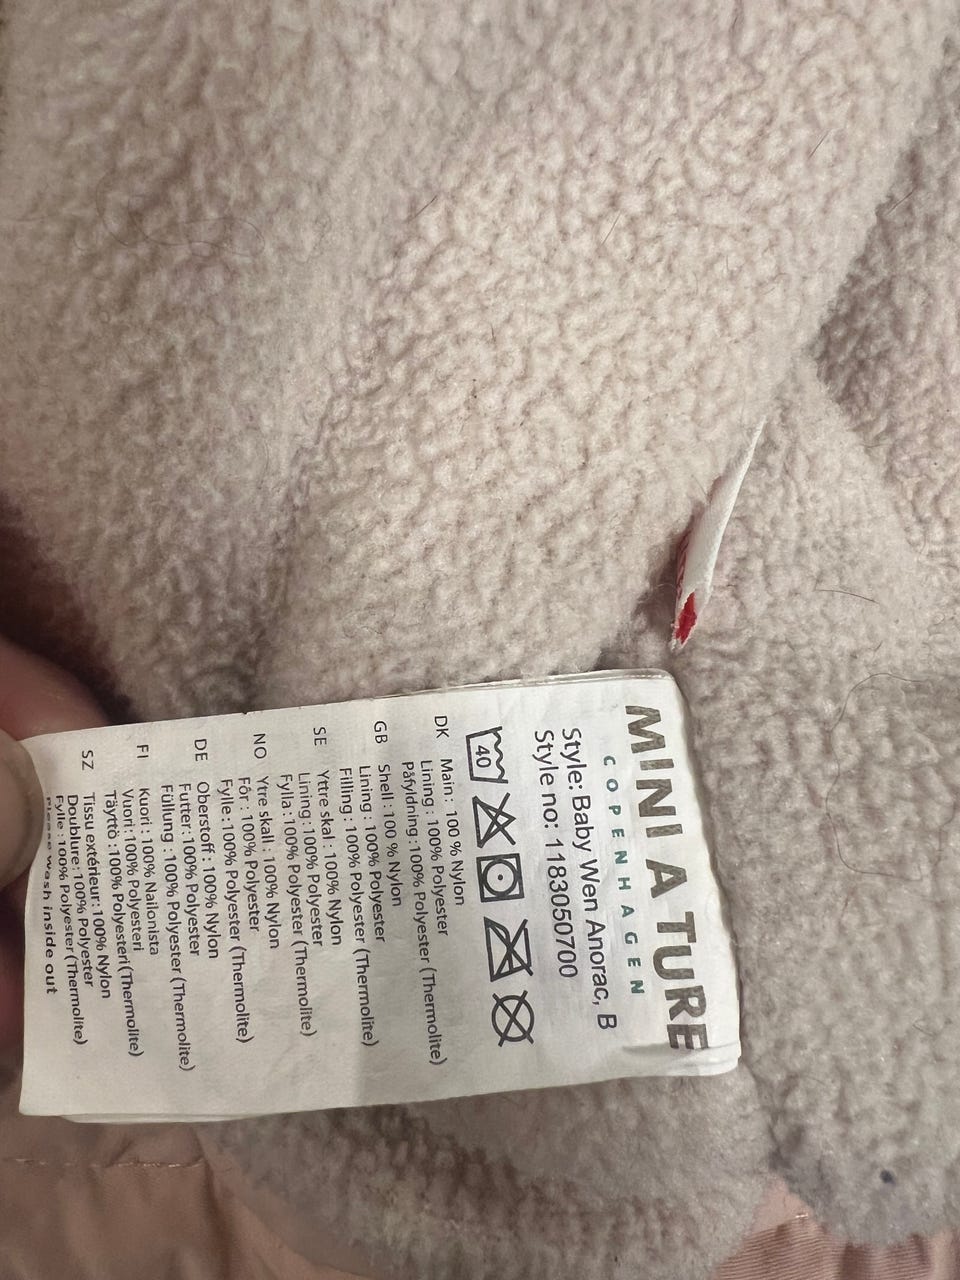 MINI A TURE
COPENHAGEN
Style: Baby Wen Anorac, B
Style no: 1183050700
40
DK Main : 100 % Nylon
Lining : 100% Polyester
Påfyldning :100% Polyester (Thermolite)
GB Shell : 100 % Nylon
Lining : 100% Polyester
Filling : 100% Polyester (Thermolite)
SE Yttre skal : 100% Nylon
Lining : 100% Polyester
Fylla : 100% Polyester (Thermolite)
NO Ytre skall : 100% Nylon
Fôr : 100% Polyester
Fylle : 100% Polyester (Thermolite)
DE Oberstoff : 100% Nylon
Futter : 100% Polyester
Füllung : 100% Polyester (Thermolite)
FI Kuori : 100% Nailonista
Vuori : 100% Polyesteri
Täyttö :100% Polyesteri(Thermolite)
SZ Tissu extérieur: 100% Nylon
Doublure : 100% Polyester
Fylle : 100% Polyester (Thermolite)
Please wash inside out